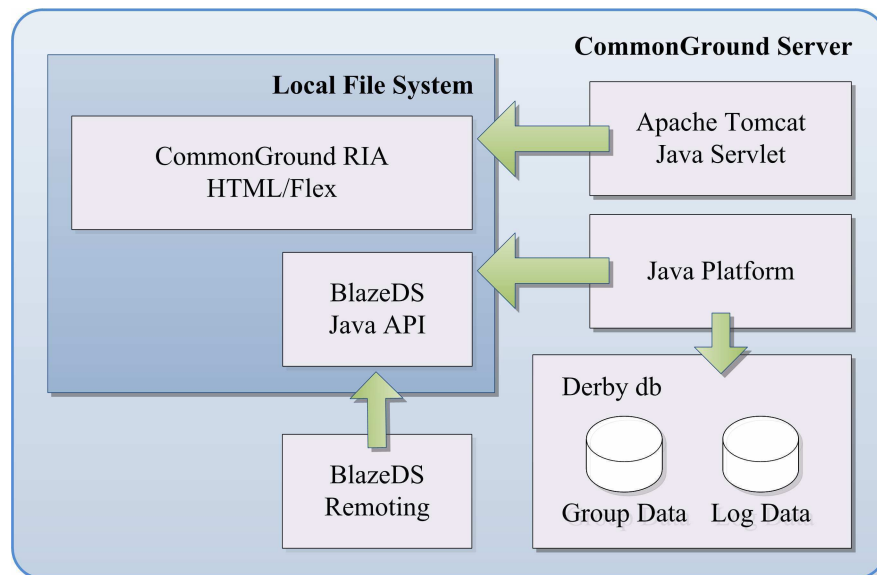 CommonGround Server
Local File System
CommonGround RIA
HTML/Flex
Apache Tomcat
Java Servlet
BlazeDS
Java API
Java Platform
BlazeDS
Remoting
Derby db
Group Data
Log Data